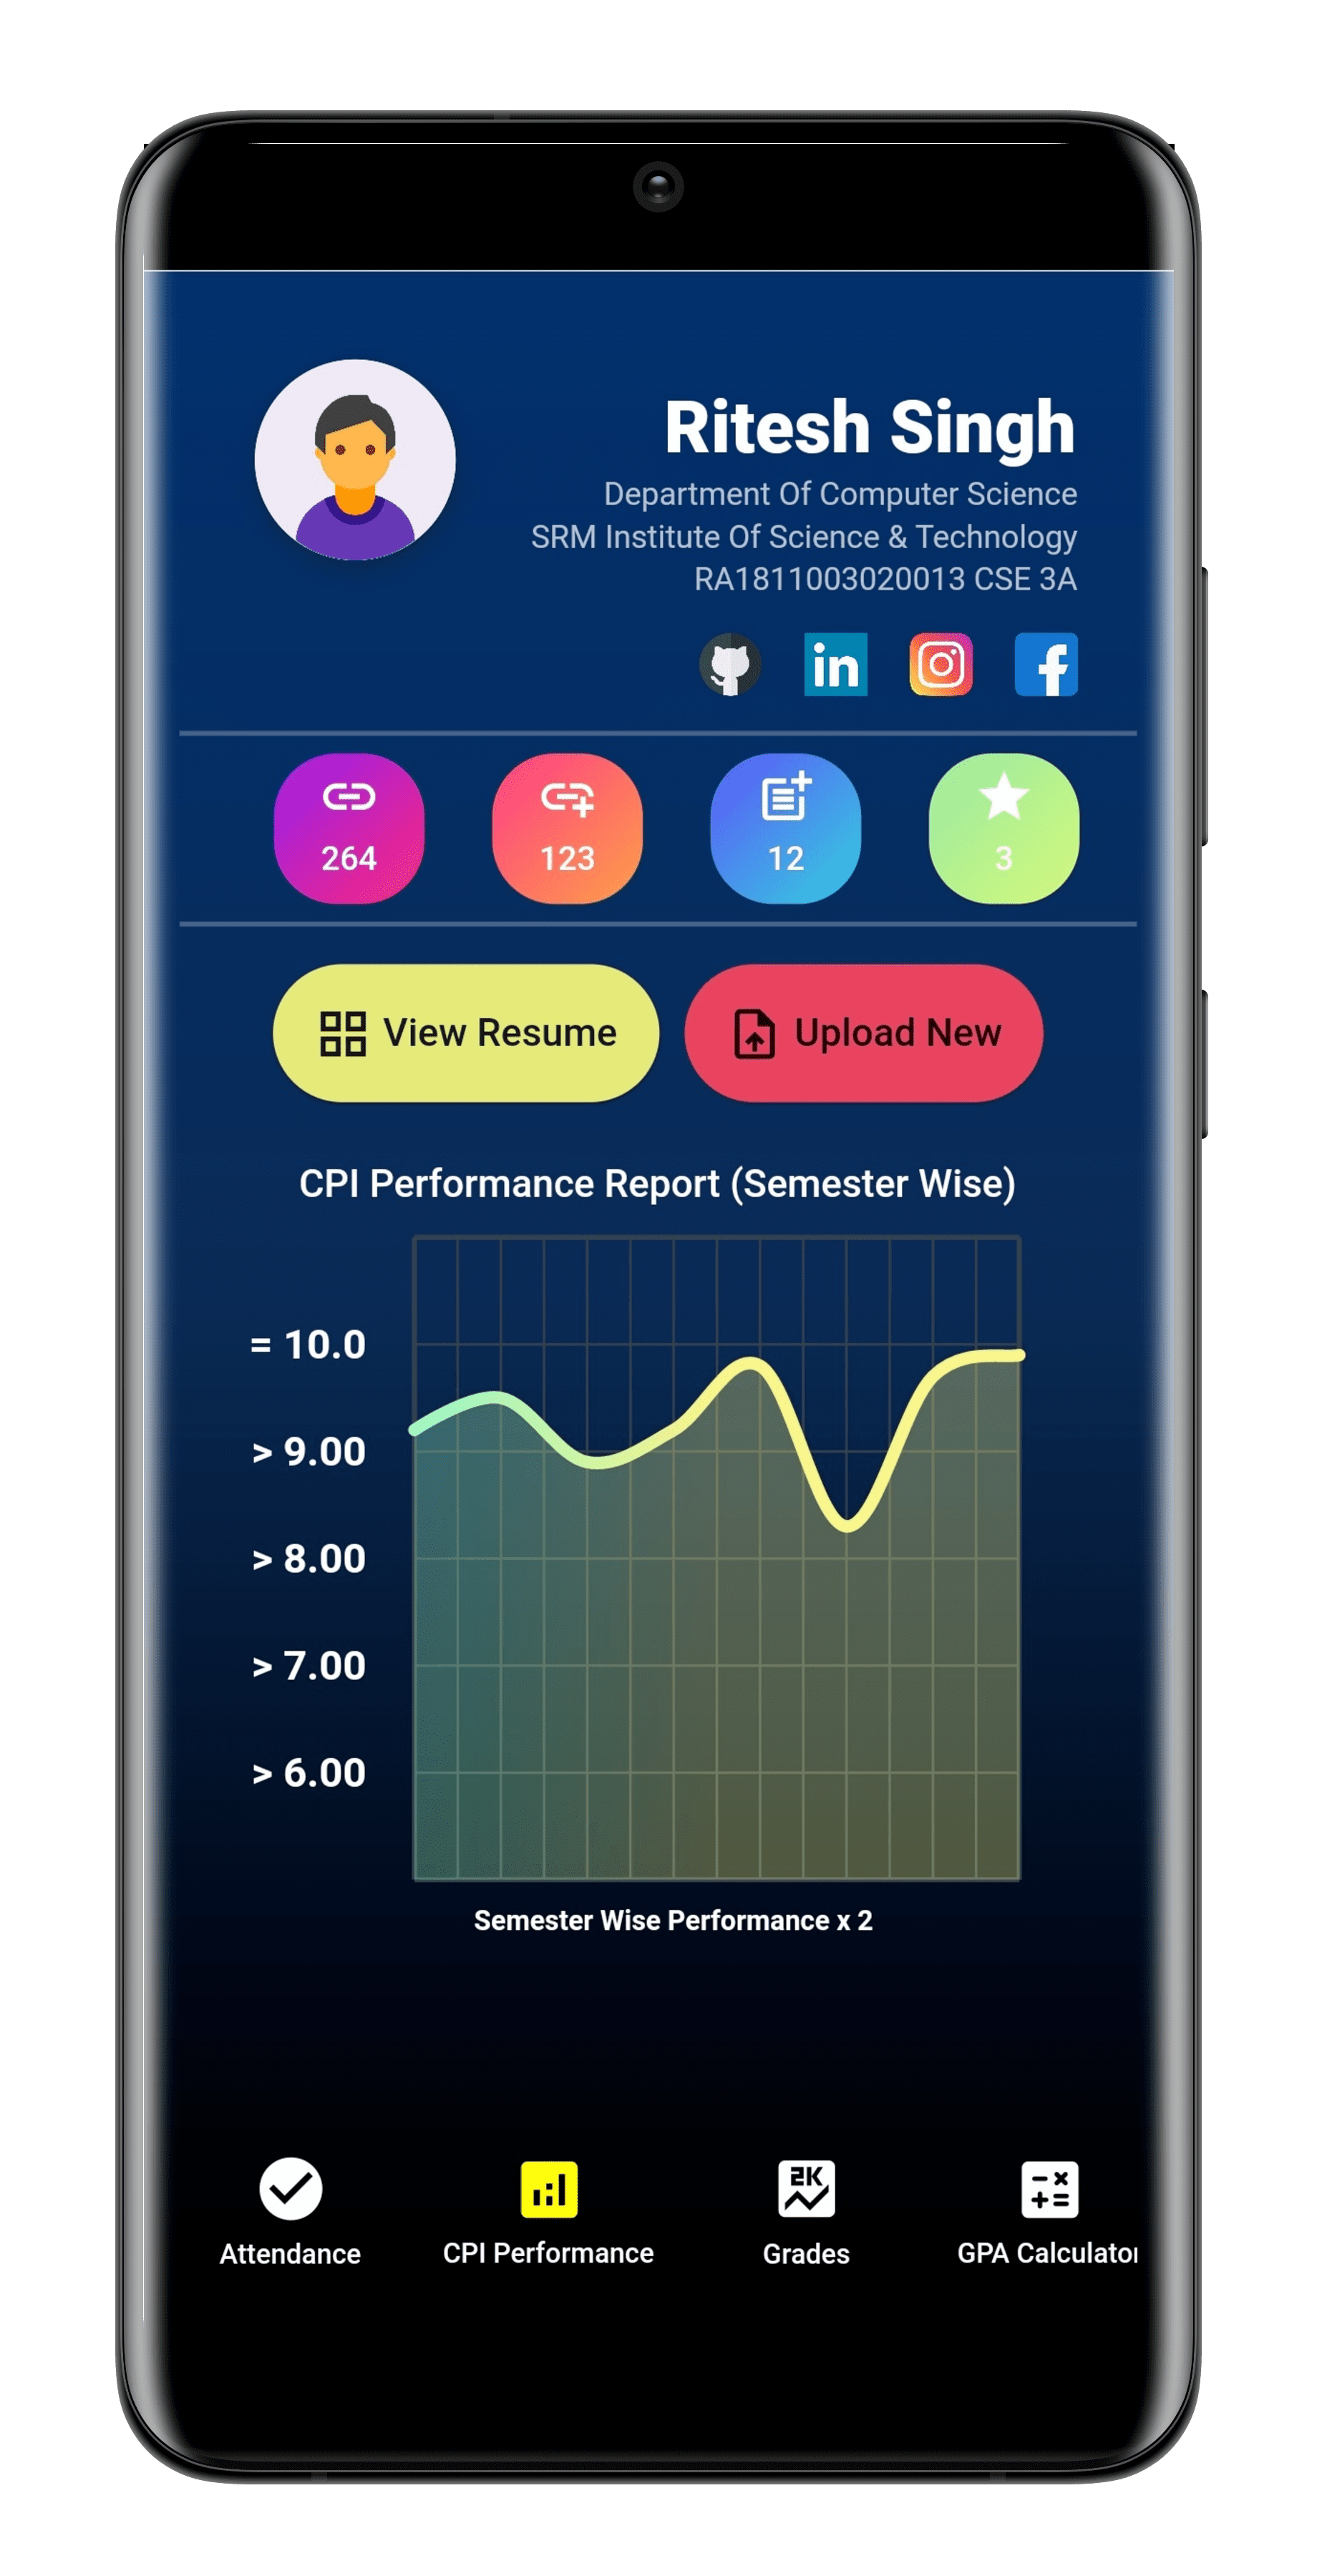 Ritesh Singh
Department Of Computer Science
SRM Institute Of Science & Technology
RA1811003020013 CSE 3A
in
f
264
123
12
3
View Resume
Upload New
CPI Performance Report (Semester Wise)
= 10.0
> 9.00
> 8.00
> 7.00
> 6.00
Semester Wise Performance x 2
2K
Attendance
CPI Performance
Grades
GPA Calculator